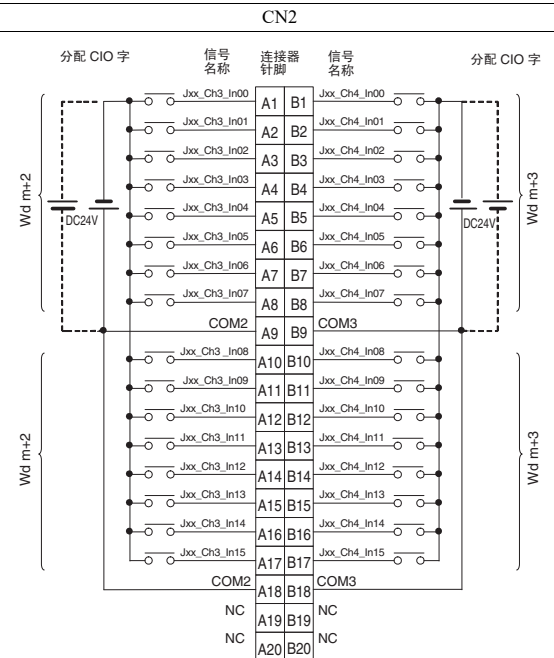 CN2
分配 CIO 字 信号名称 连接器针脚 信号名称 分配 CIO 字
Jxx_Ch3_In00 A1 B1 Jxx_Ch4_In00
Jxx_Ch3_In01 A2 B2 Jxx_Ch4_In01
Jxx_Ch3_In02 A3 B3 Jxx_Ch4_In02
Jxx_Ch3_In03 A4 B4 Jxx_Ch4_In03
Wd m+2 DC24V Jxx_Ch3_In04 A5 B5 Jxx_Ch4_In04 DC24V Wd m+3
Jxx_Ch3_In05 A6 B6 Jxx_Ch4_In05
Jxx_Ch3_In06 A7 B7 Jxx_Ch4_In06
Jxx_Ch3_In07 A8 B8 Jxx_Ch4_In07
COM2 A9 B9 COM3
Jxx_Ch3_In08 A10 B10 Jxx_Ch4_In08
Jxx_Ch3_In09 A11 B11 Jxx_Ch4_In09
Jxx_Ch3_In10 A12 B12 Jxx_Ch4_In10
Jxx_Ch3_In11 A13 B13 Jxx_Ch4_In11
Wd m+2 Jxx_Ch3_In12 A14 B14 Jxx_Ch4_In12 Wd m+3
Jxx_Ch3_In13 A15 B15 Jxx_Ch4_In13
Jxx_Ch3_In14 A16 B16 Jxx_Ch4_In14
Jxx_Ch3_In15 A17 B17 Jxx_Ch4_In15
COM2 A18 B18 COM3
NC A19 B19 NC
NC A20 B20 NC